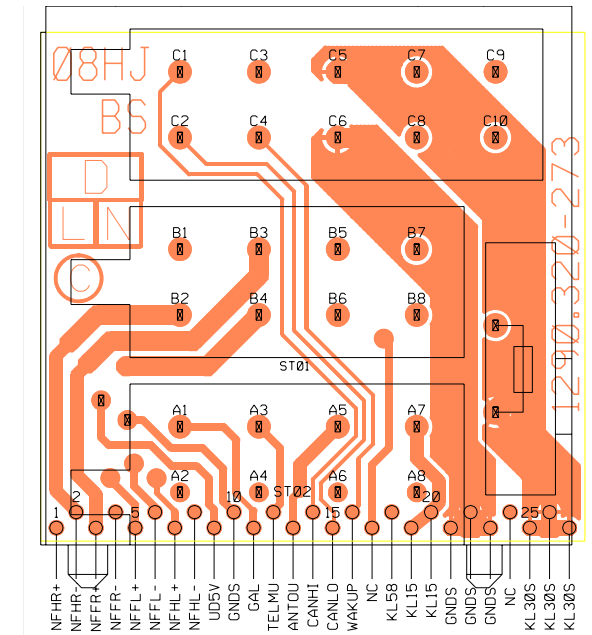 Ø8HJ
BS
D
L N
C
C1 C3 C5 C7 C9
C2 C4 C6 C8 C10
B1 B3 B5 B7
B2 B4 B6 B8
ST01
A1 A3 A5 A7
A2 A4 A6 A8
ST02
1 2 5 10 15 20 25
1290.320-273
NFHR+
NFHR-
NFFR+
NFFR-
NFFL+
NFFL-
NFHL+
NFHL-
UD5V
GNDS
GAL
TELMU
ANTOU
CANHI
CANLO
WAKUP
NC
KL58
KL15
KL15
GNDS
GNDS
GNDS
NC
KL30S
KL30S
KL30S